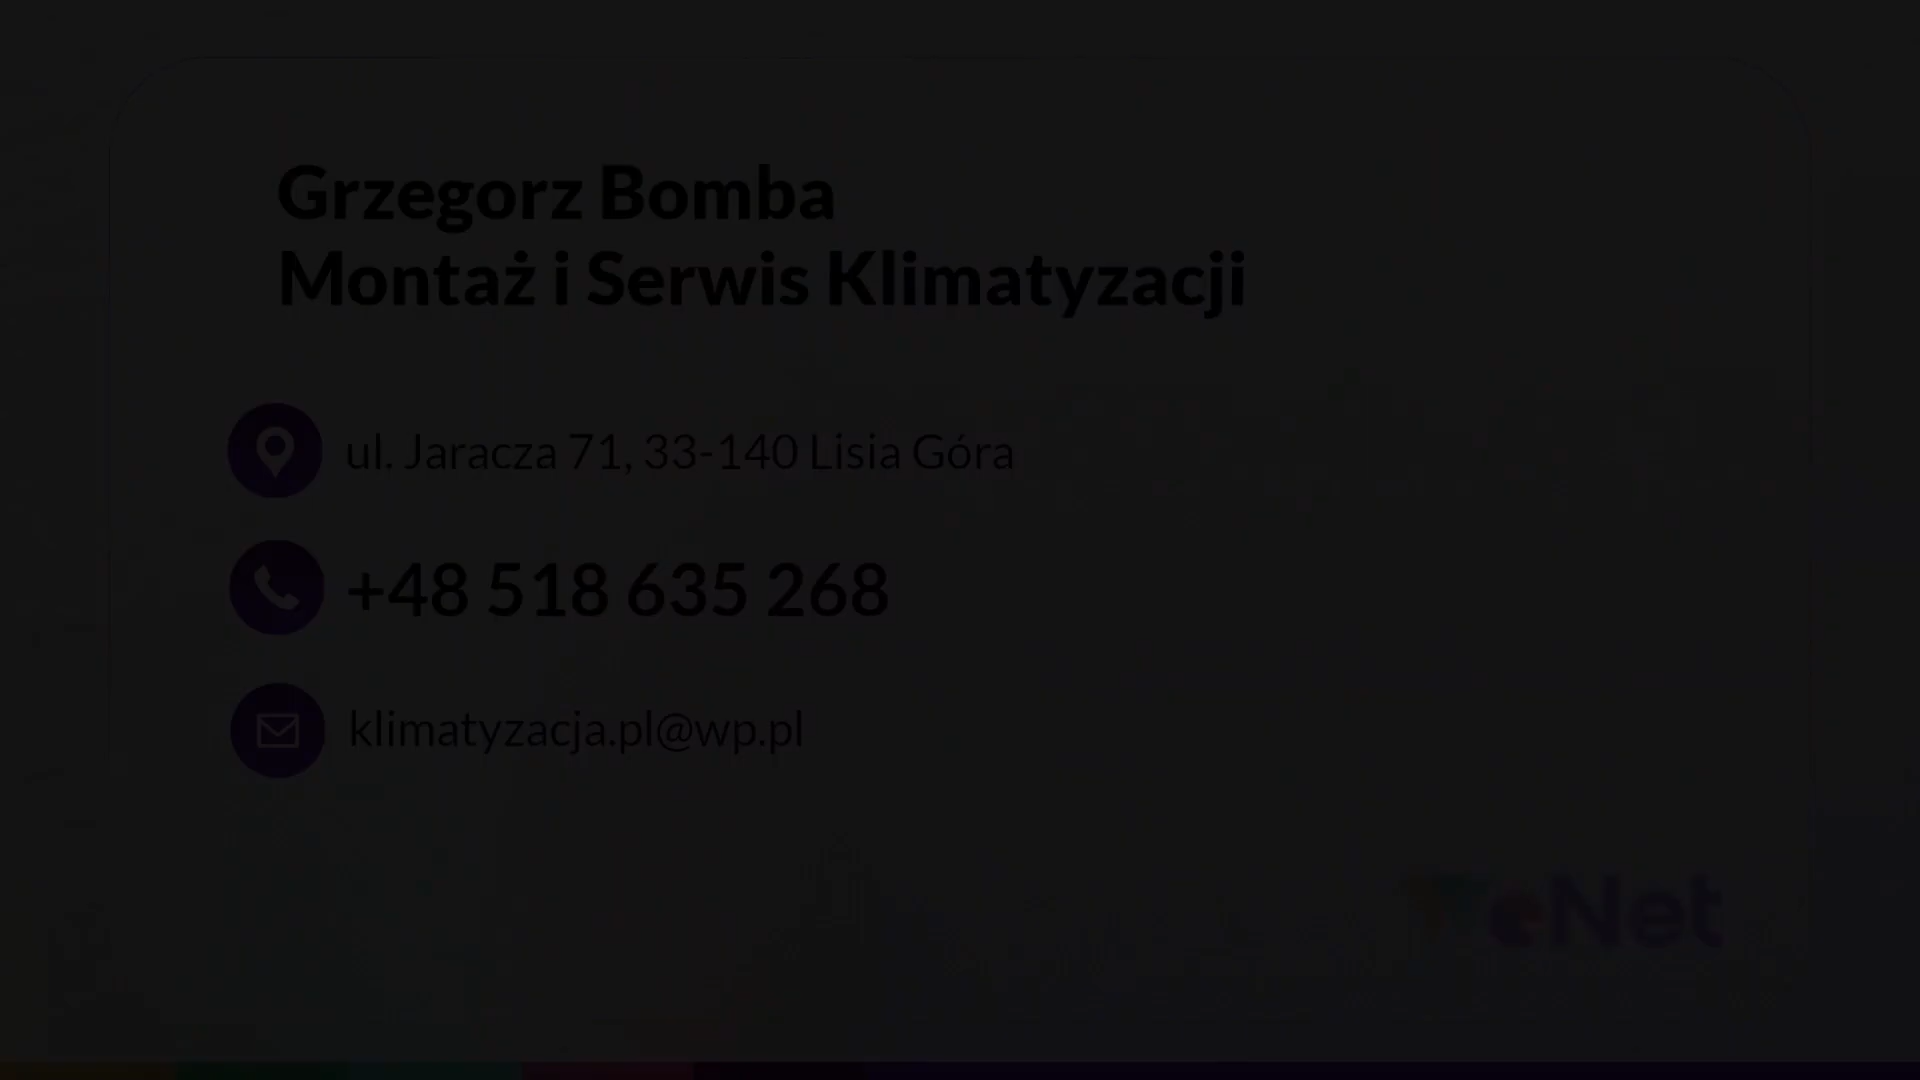 Grzegorz Bomba
Montaż i Serwis Klimatyzacji
ul. Jaracza 71, 33-140 Lisia Góra
+48 518 635 268
klimatyzacja.pl@wp.pl
WeNet